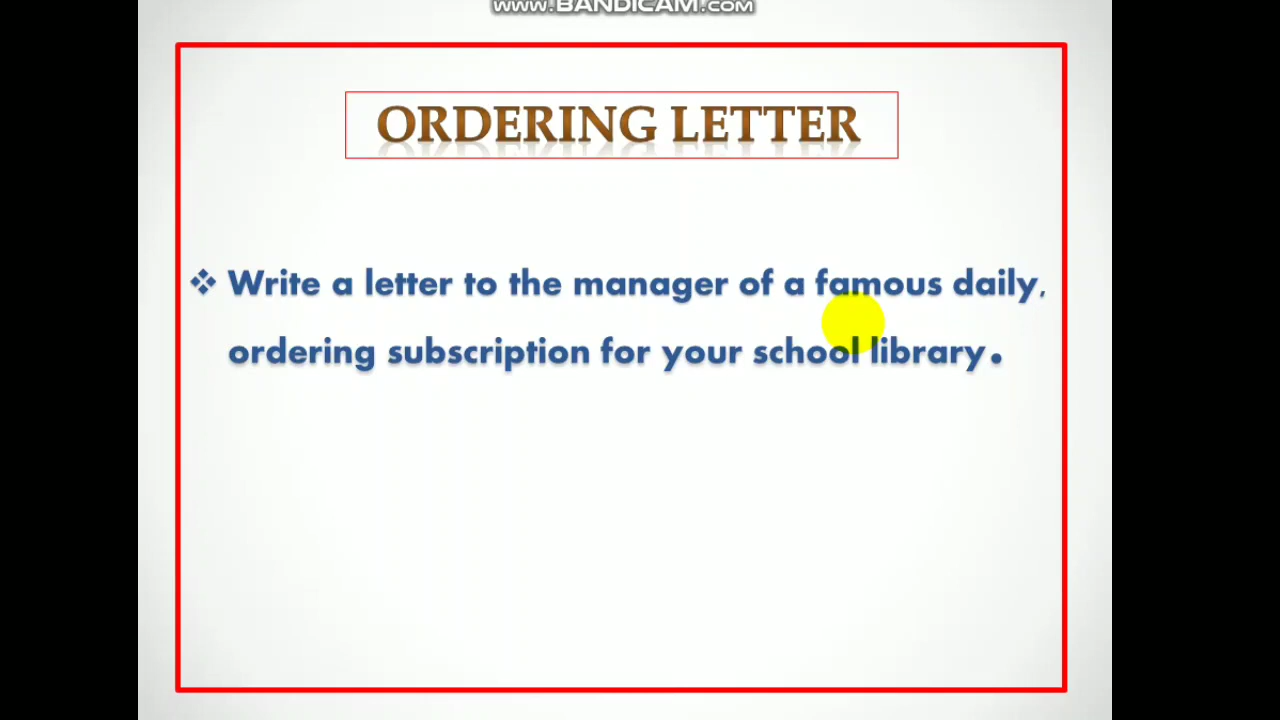 WWW.BANDICAM.COM
ORDERING LETTER
❖ Write a letter to the manager of a famous daily,
ordering subscription for your school library.